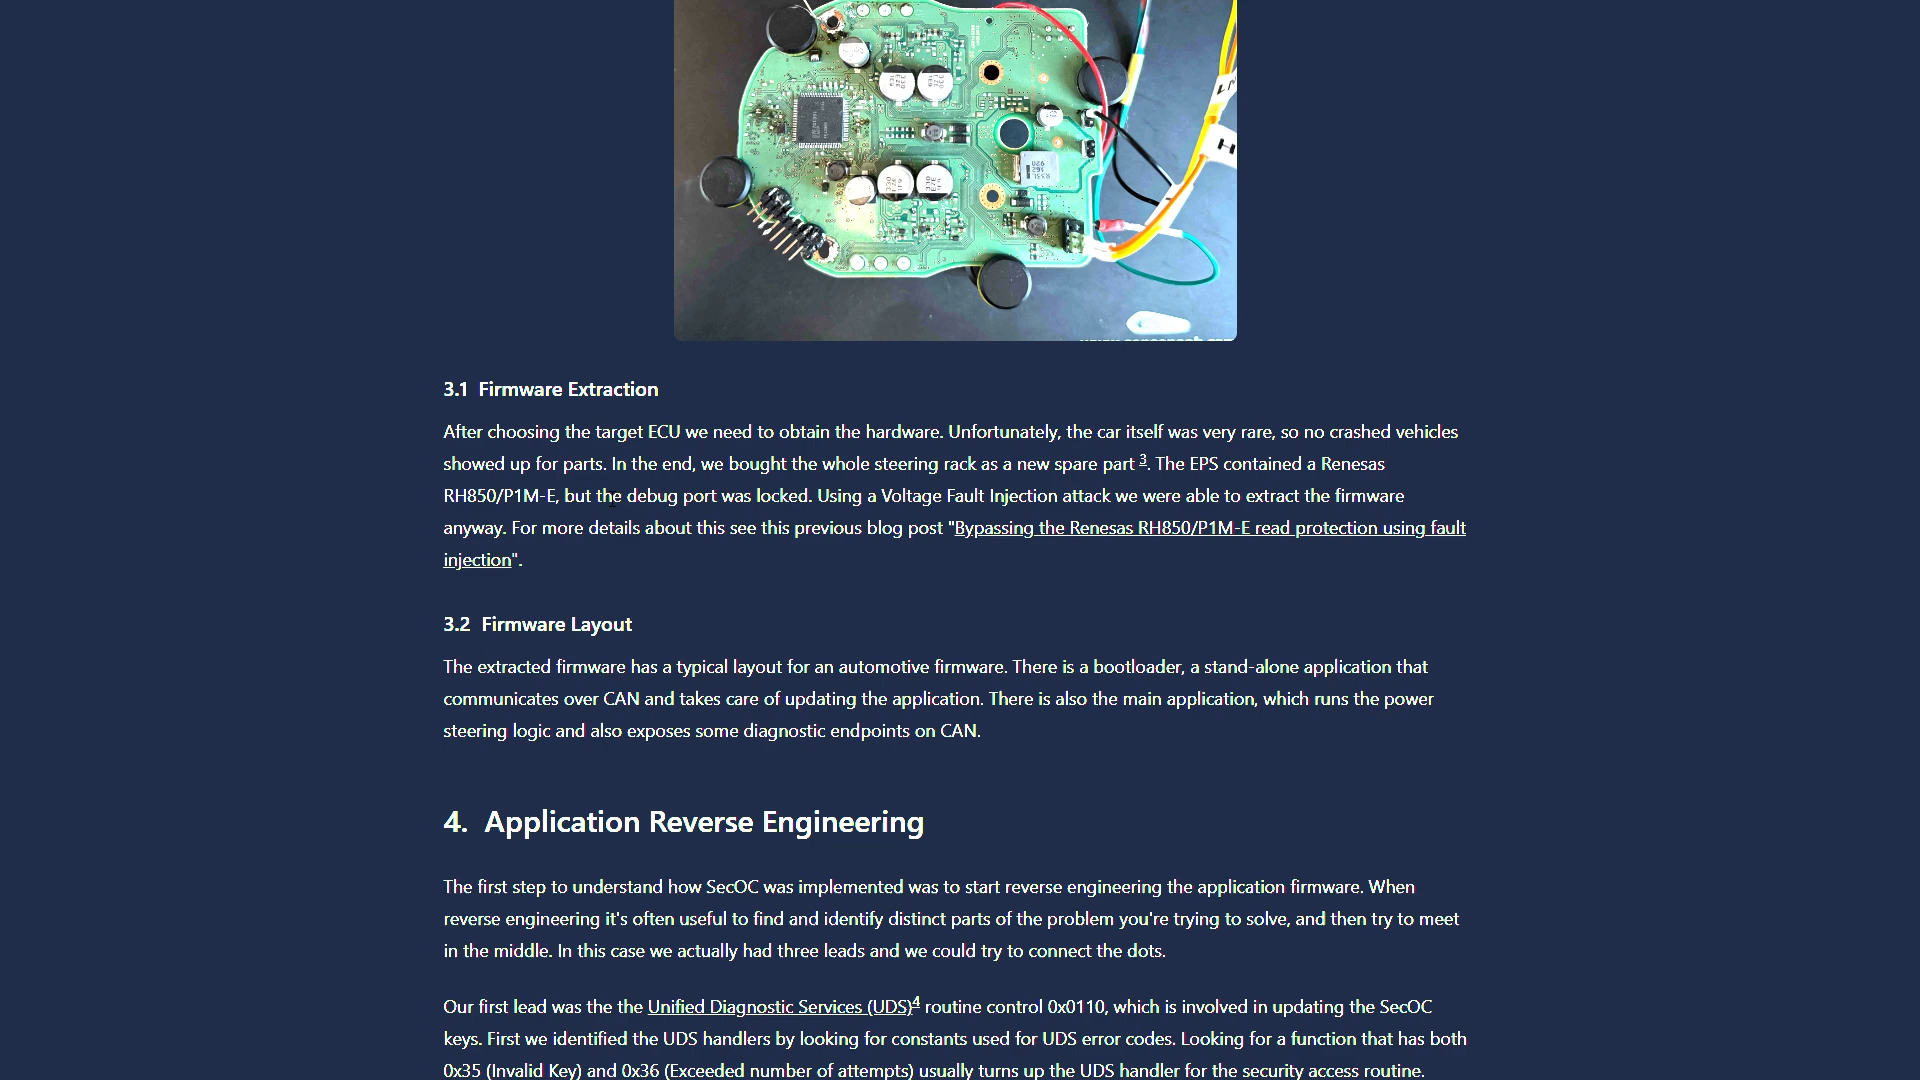 3.1 Firmware Extraction
After choosing the target ECU we need to obtain the hardware. Unfortunately, the car itself was very rare, so no crashed vehicles
showed up for parts. In the end, we bought the whole steering rack as a new spare part 3. The EPS contained a Renesas
RH850/P1M-E, but the debug port was locked. Using a Voltage Fault Injection attack we were able to extract the firmware
anyway. For more details about this see this previous blog post "Bypassing the Renesas RH850/P1M-E read protection using fault
injection".
3.2 Firmware Layout
The extracted firmware has a typical layout for an automotive firmware. There is a bootloader, a stand-alone application that
communicates over CAN and takes care of updating the application. There is also the main application, which runs the power
steering logic and also exposes some diagnostic endpoints on CAN.
4. Application Reverse Engineering
The first step to understand how SecOC was implemented was to start reverse engineering the application firmware. When
reverse engineering it's often useful to find and identify distinct parts of the problem you're trying to solve, and then try to meet
in the middle. In this case we actually had three leads and we could try to connect the dots.
Our first lead was the the Unified Diagnostic Services (UDS)4 routine control 0x0110, which is involved in updating the SecOC
keys. First we identified the UDS handlers by looking for constants used for UDS error codes. Looking for a function that has both
0x35 (Invalid Key) and 0x36 (Exceeded number of attempts) usually turns up the UDS handler for the security access routine.